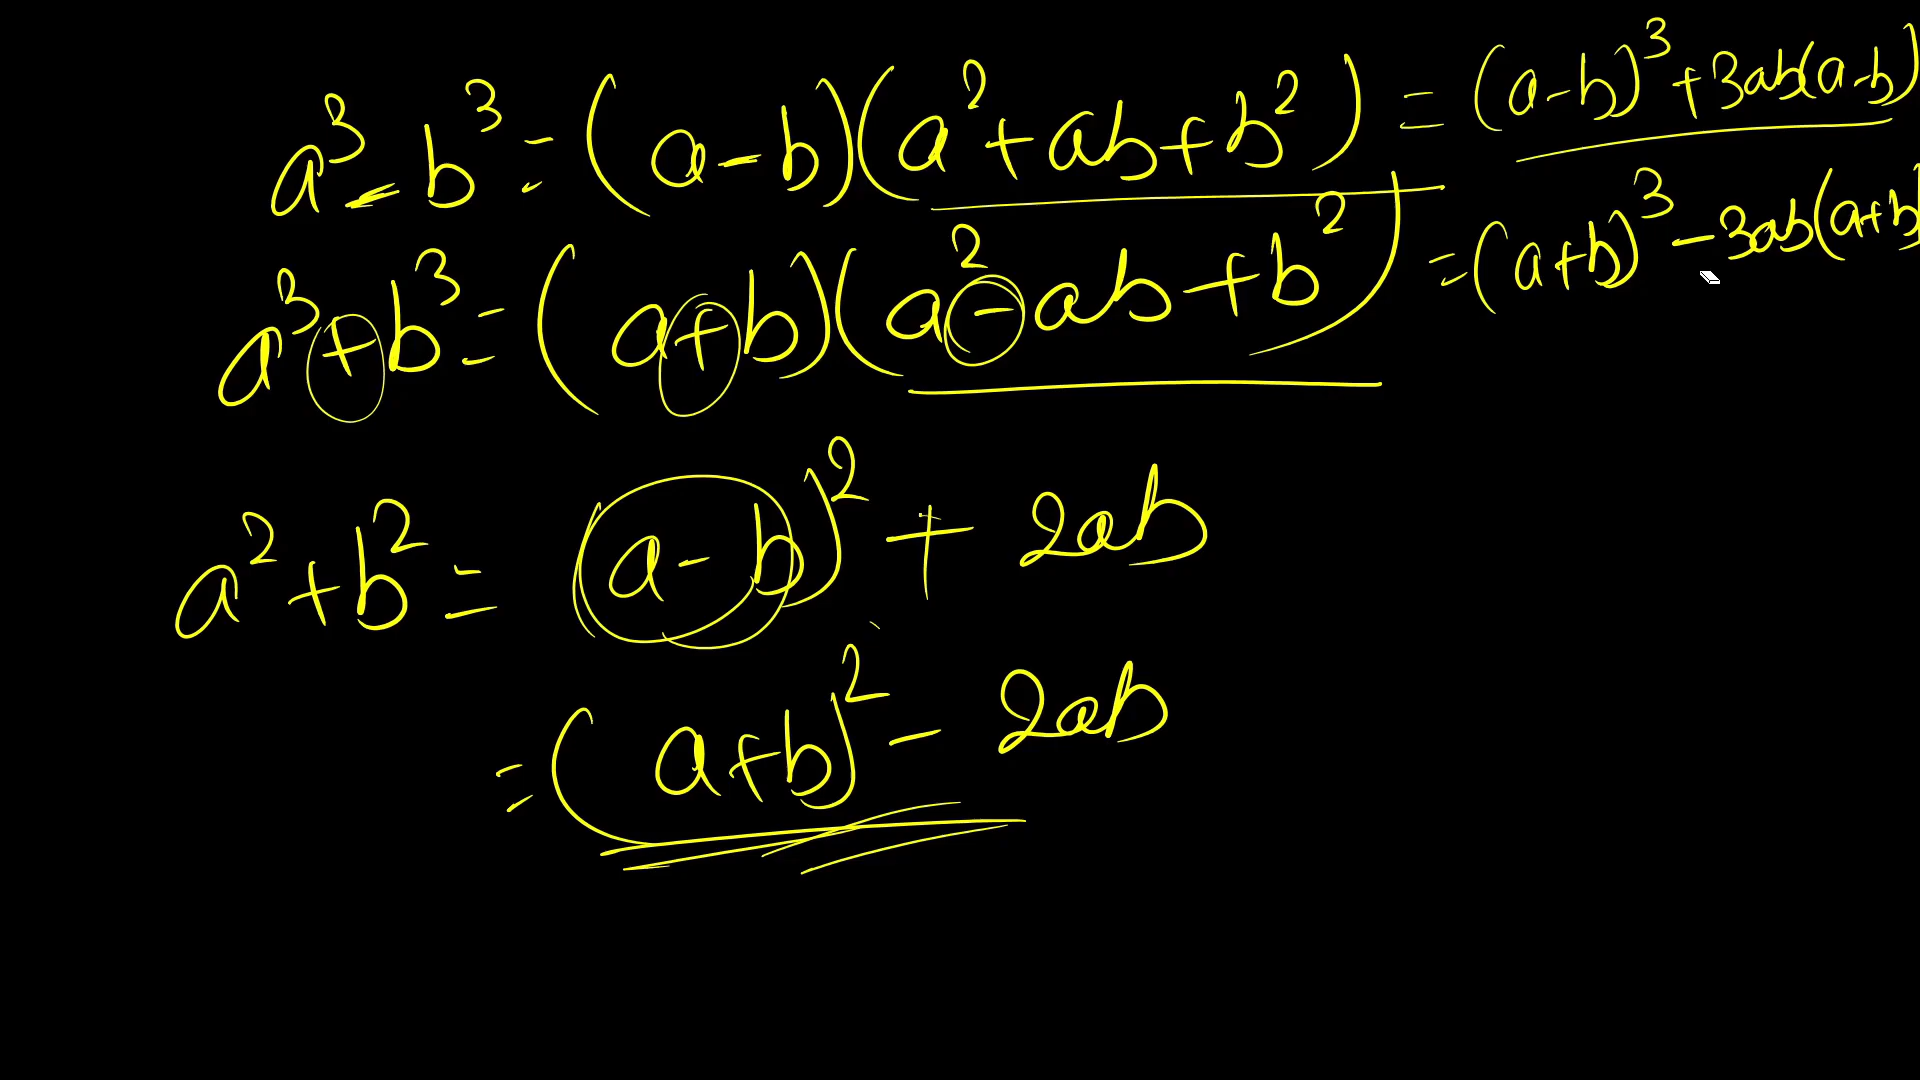 a³ - b³ = (a - b)(a² + ab + b²) = (a-b)³ + 3ab(a-b)
a³ + b³ = (a + b)(a² - ab + b²) = (a+b)³ - 3ab(a+b)
a² + b² = (a - b)² + 2ab
= (a+b)² - 2ab